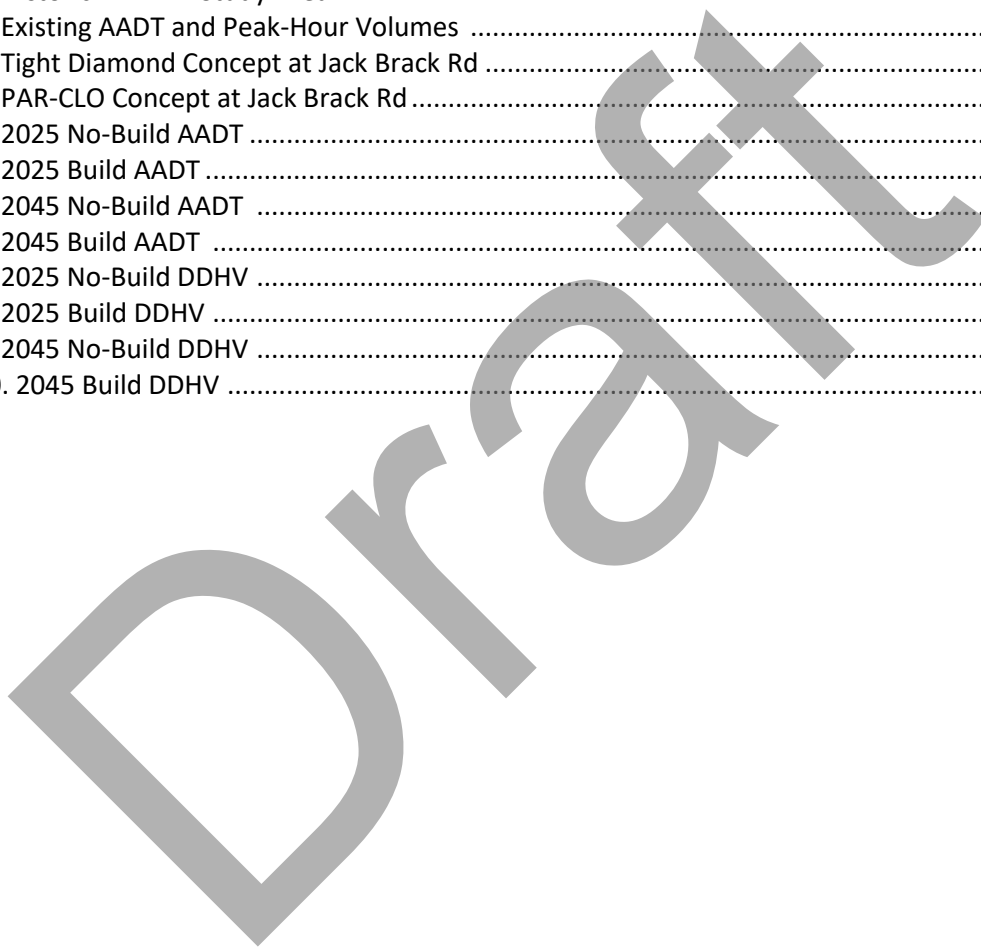 Existing AADT and Peak-Hour Volumes ................................................................
Tight Diamond Concept at Jack Brack Rd ................................................................
PAR-CLO Concept at Jack Brack Rd ................................................................
2025 No-Build AADT ................................................................
2025 Build AADT ................................................................
2045 No-Build AADT ................................................................
2045 Build AADT ................................................................
2025 No-Build DDHV ................................................................
2025 Build DDHV ................................................................
2045 No-Build DDHV ................................................................
. 2045 Build DDHV ................................................................
Draft